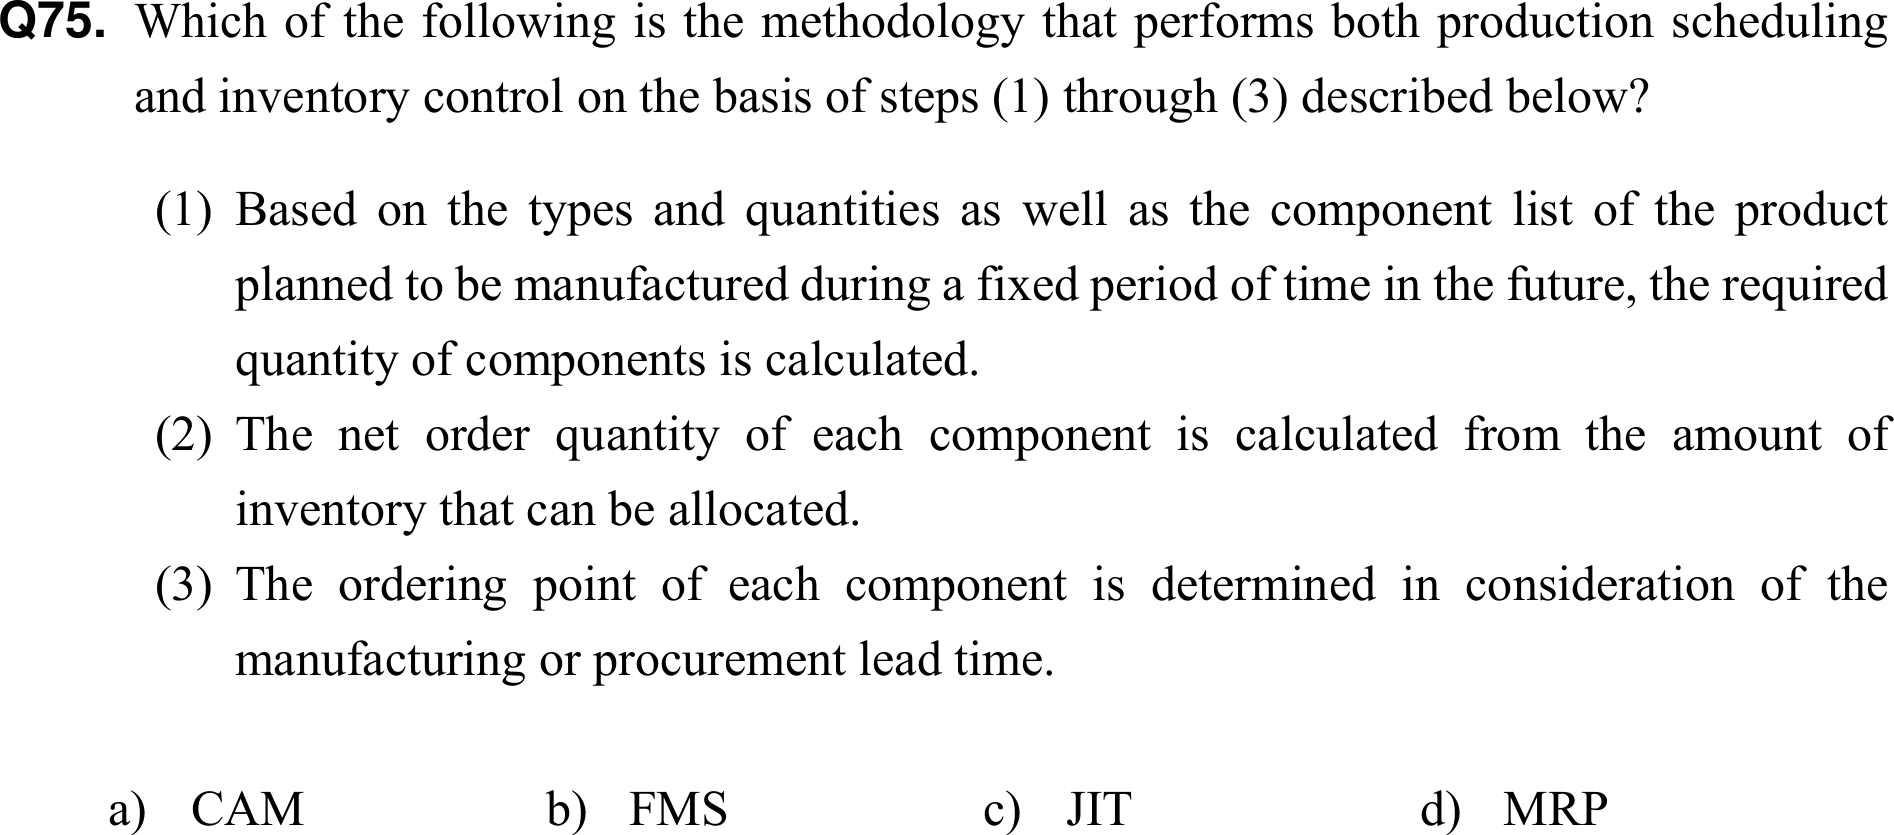 Q75. Which of the following is the methodology that performs both production scheduling
and inventory control on the basis of steps (1) through (3) described below?
(1) Based on the types and quantities as well as the component list of the product
planned to be manufactured during a fixed period of time in the future, the required
quantity of components is calculated.
(2) The net order quantity of each component is calculated from the amount of
inventory that can be allocated.
(3) The ordering point of each component is determined in consideration of the
manufacturing or procurement lead time.
a) CAM b) FMS c) JIT d) MRP